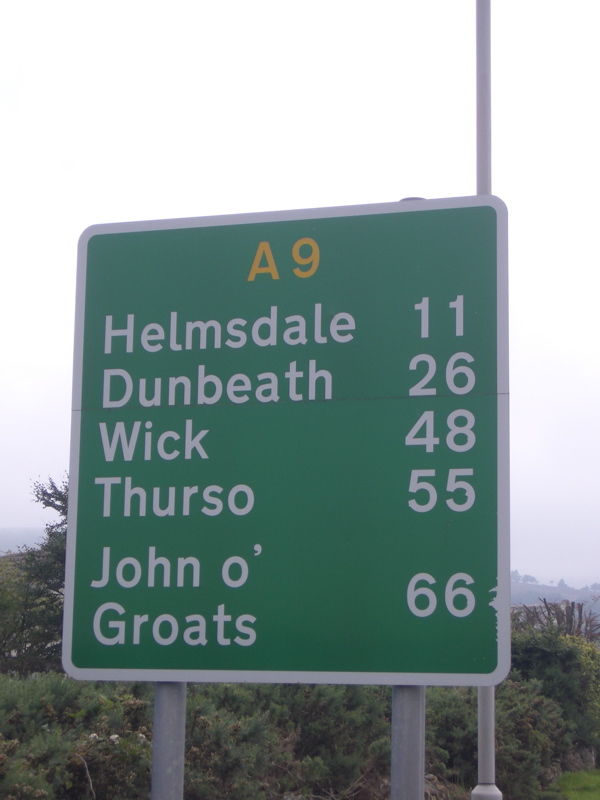 A9
Helmsdale 11
Dunbeath 26
Wick 48
Thurso 55
John o'
Groats 66